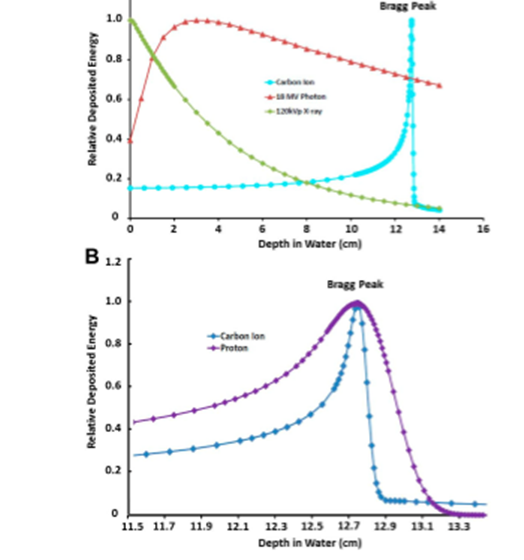 Bragg Peak
1.0
0.8
0.6
0.4
0.2
0
Relative Deposited Energy
Carbon Ion
18 MV Photon
120kVp X-ray
0 2 4 6 8 10 12 14 16
Depth in Water (cm)
B
1.2
1.0
0.8
0.6
0.4
0.2
0
Relative Deposited Energy
Bragg Peak
Carbon Ion
Proton
11.5 11.7 11.9 12.1 12.3 12.5 12.7 12.9 13.1 13.3
Depth in Water (cm)